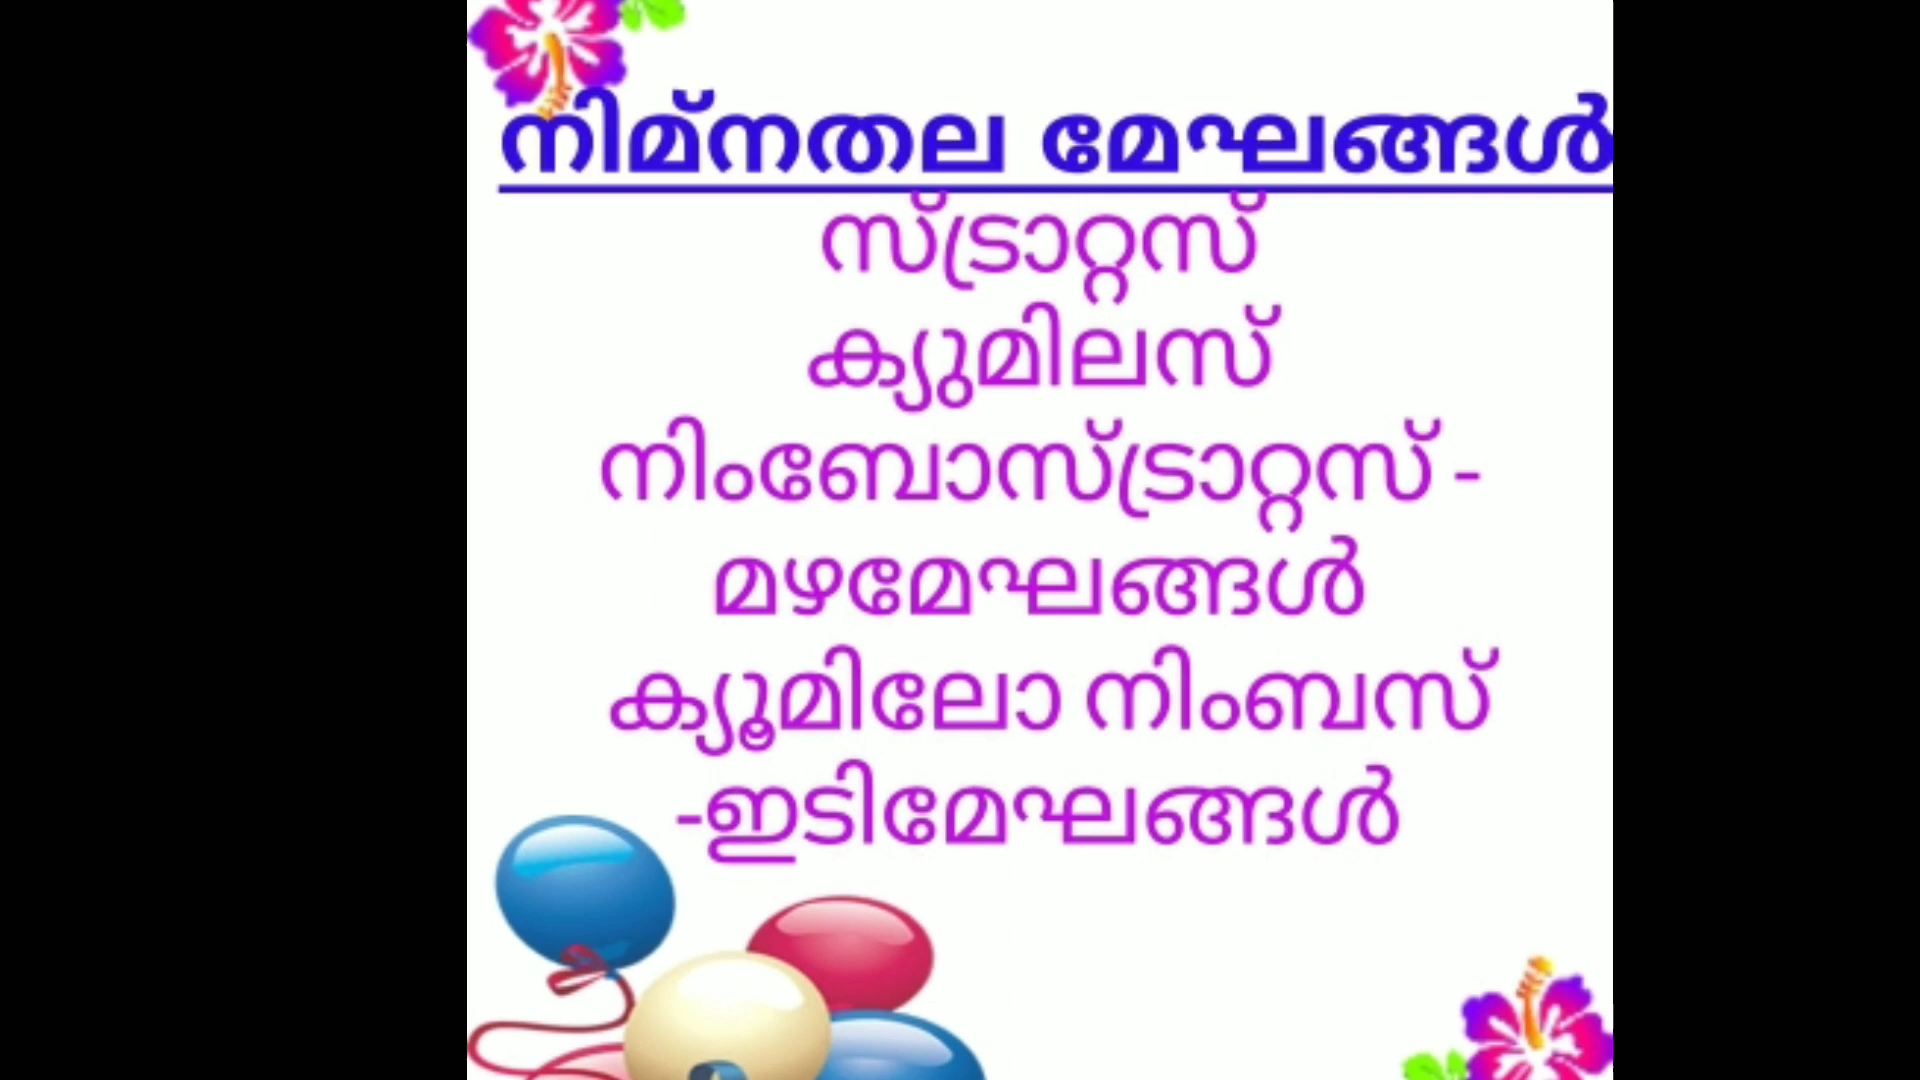 നിമ്നതല മേഘങ്ങൾ
സ്ട്രാറ്റസ്
ക്യുമിലസ്
നിംബോസ്ട്രാറ്റസ് -
മഴമേഘങ്ങൾ
ക്യൂമിലോ നിംബസ്
-ഇടിമേഘങ്ങൾ